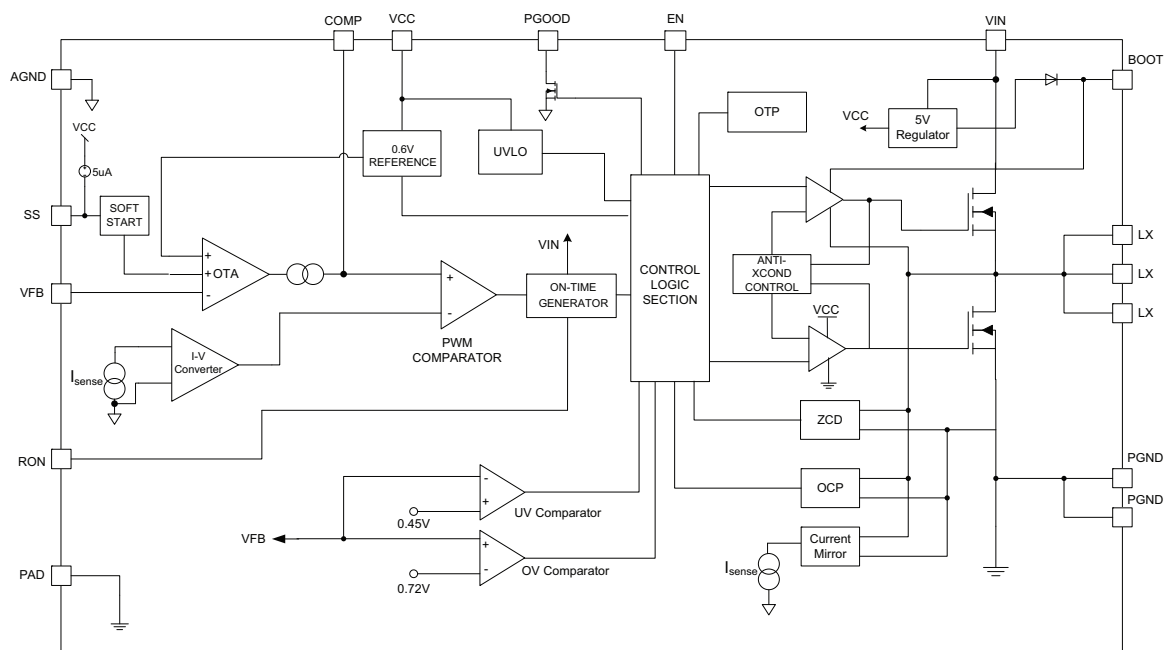 COMP
VCC
PGOOD
EN
VIN
BOOT
AGND
VCC
5uA
OTP
VCC
5V
Regulator
0.6V
REFERENCE
UVLO
SS
SOFT
START
+
+
-
OTA
VFB
VIN
ON-TIME
GENERATOR
+
-
PWM
COMPARATOR
CONTROL
LOGIC
SECTION
ANTI-
XCOND
CONTROL
VCC
LX
LX
LX
I-V
Converter
Isense
ZCD
RON
OCP
PGND
PGND
-
+
0.45V
UV Comparator
VFB
+
-
0.72V
OV Comparator
Current
Mirror
Isense
PAD